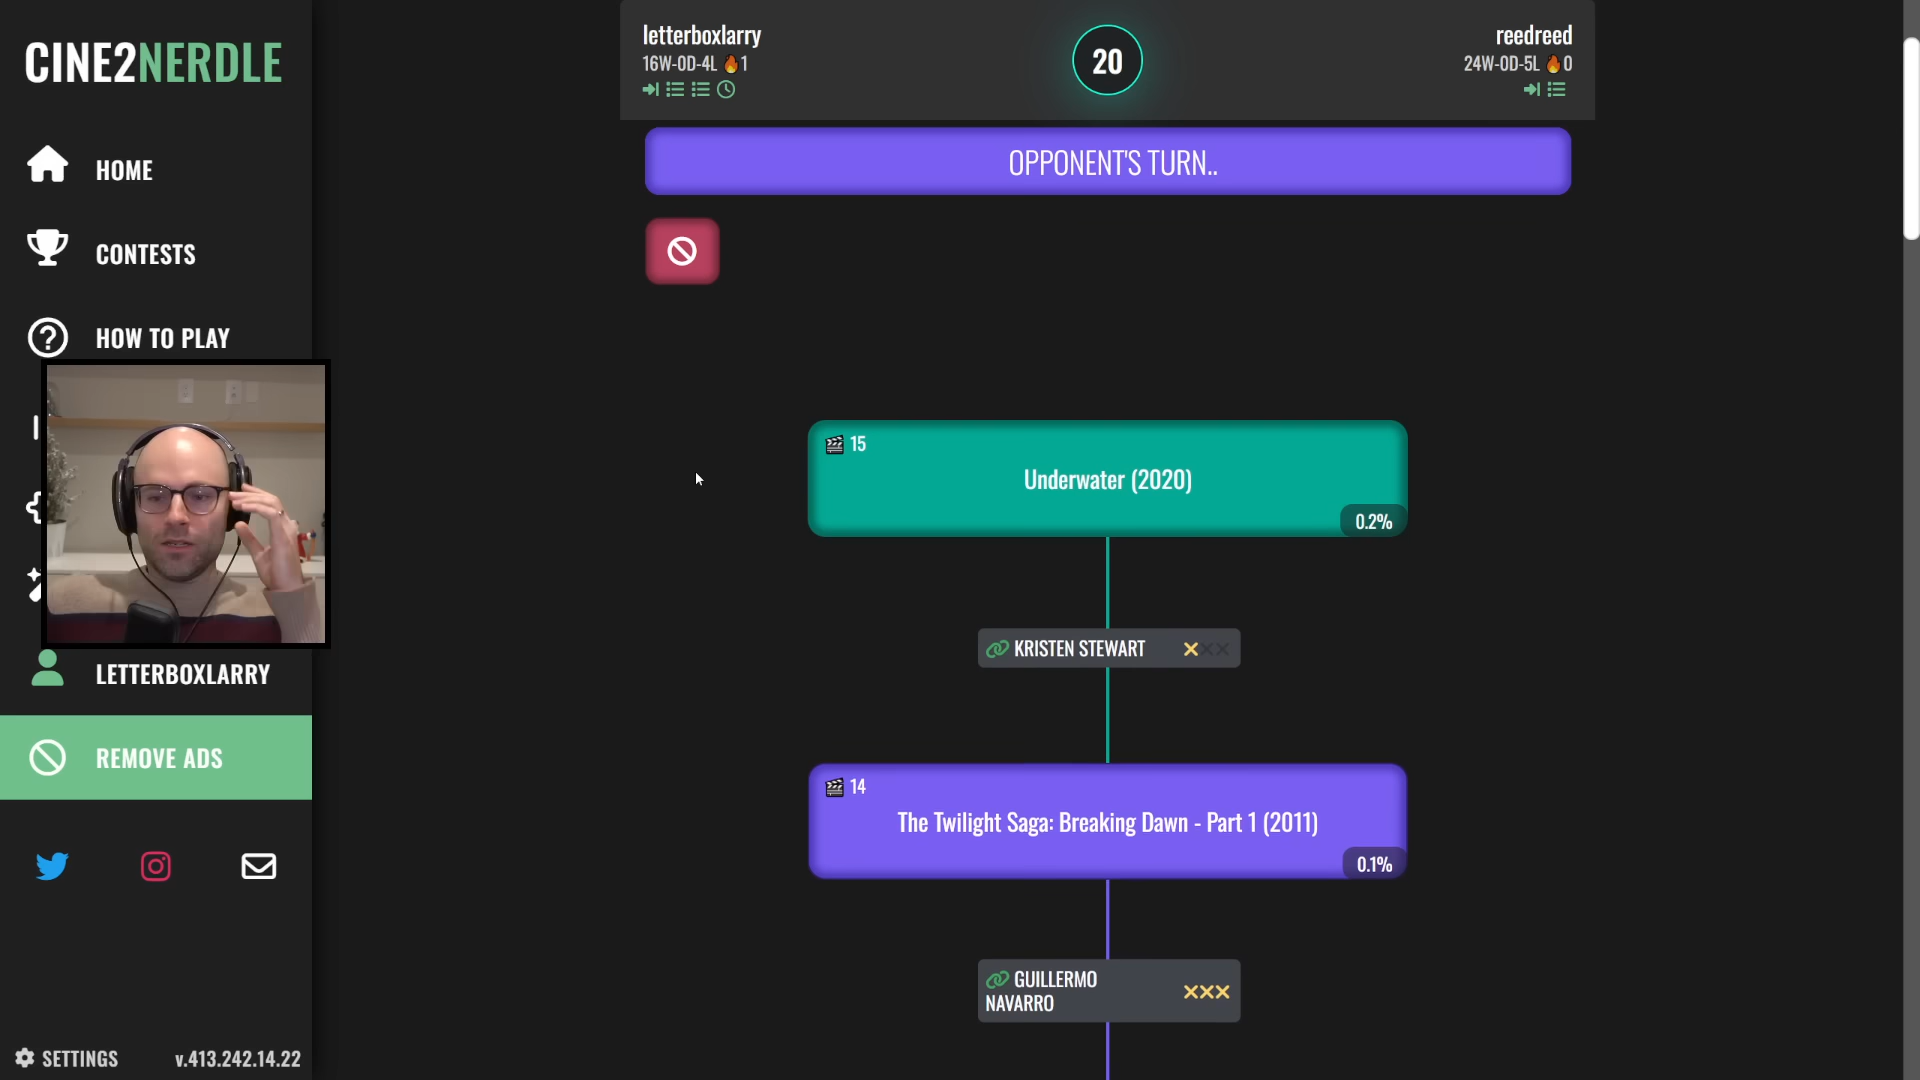 CINE2NERDLE
HOME
CONTESTS
HOW TO PLAY
LETTERBOXLARRY
REMOVE ADS
SETTINGS
v.413.242.14.22
letterboxlarry
16W-0D-4L 🔥1
20
reedreed
24W-0D-5L 🔥0
OPPONENT'S TURN..
15
Underwater (2020)
0.2%
KRISTEN STEWART
14
The Twilight Saga: Breaking Dawn - Part 1 (2011)
0.1%
GUILLERMO
NAVARRO